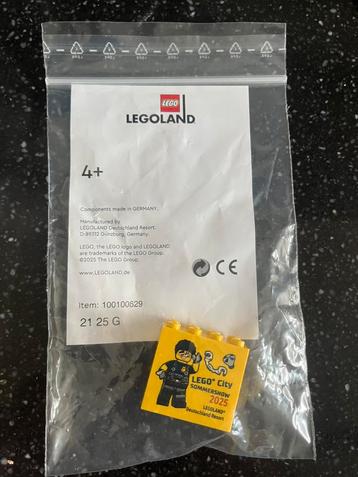 LEGO
LEGOLAND
4+
Components made in GERMANY.
Manufactured by
LEGOLAND Deutschland Resort,
D-89312 Günzburg, Germany.
LEGO, the LEGO logo and LEGOLAND
are trademarks of the LEGO Group.
©2025 The LEGO Group.
www.LEGOLAND.de
CE
Item: 100100629
21 25 G
LEGO® City
SOMMERSHOW
2025
LEGOLAND®
Deutschland Resort